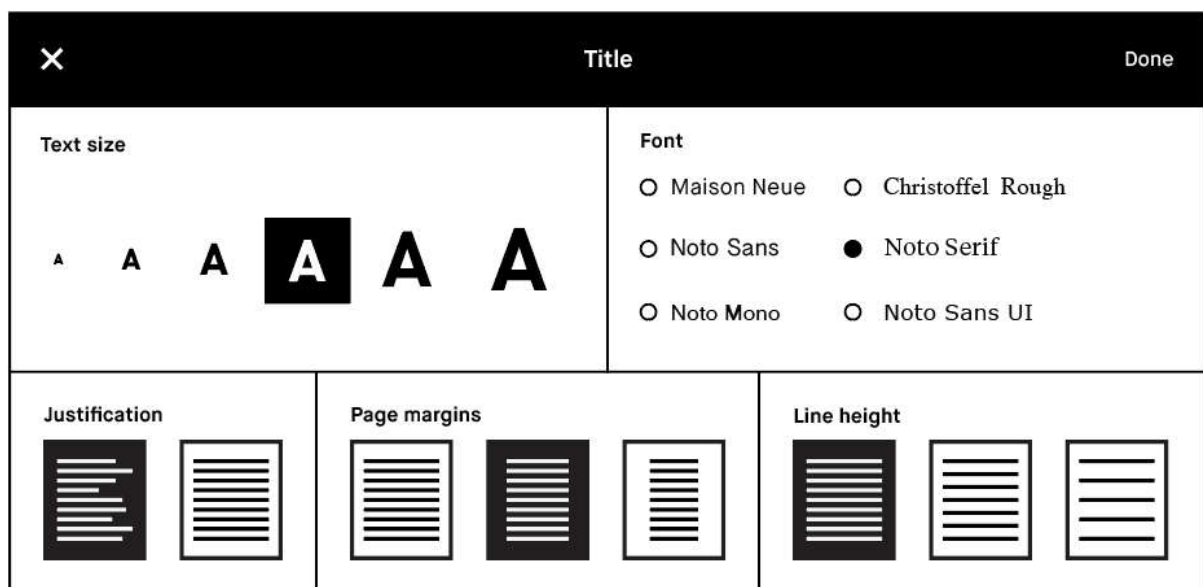 Title
Done
Text size
A A A A A A
Font
Maison Neue
Christoffel Rough
Noto Sans
Noto Serif
Noto Mono
Noto Sans UI
Justification
Page margins
Line height